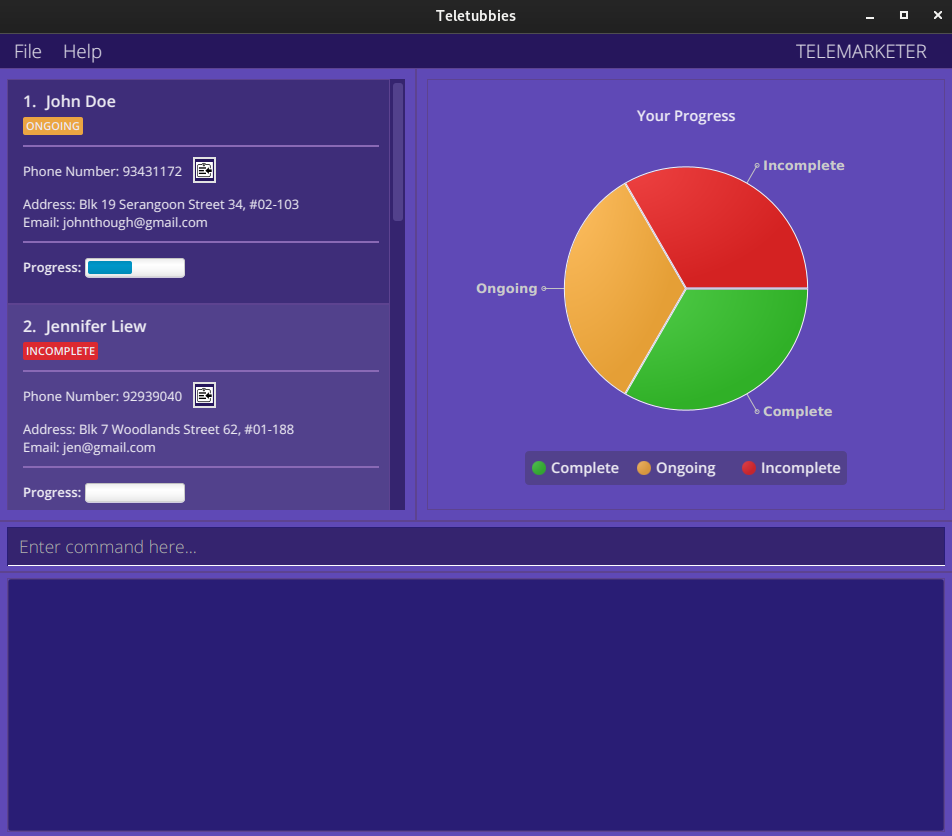 Teletubbies
File Help TELEMARKETER
1. John Doe
ONGOING
Phone Number: 93431172
Address: Blk 19 Serangoon Street 34, #02-103
Email: johnthough@gmail.com
Progress:
2. Jennifer Liew
INCOMPLETE
Phone Number: 92939040
Address: Blk 7 Woodlands Street 62, #01-188
Email: jen@gmail.com
Progress:
Your Progress
Incomplete
Ongoing
Complete
Complete Ongoing Incomplete
Enter command here...